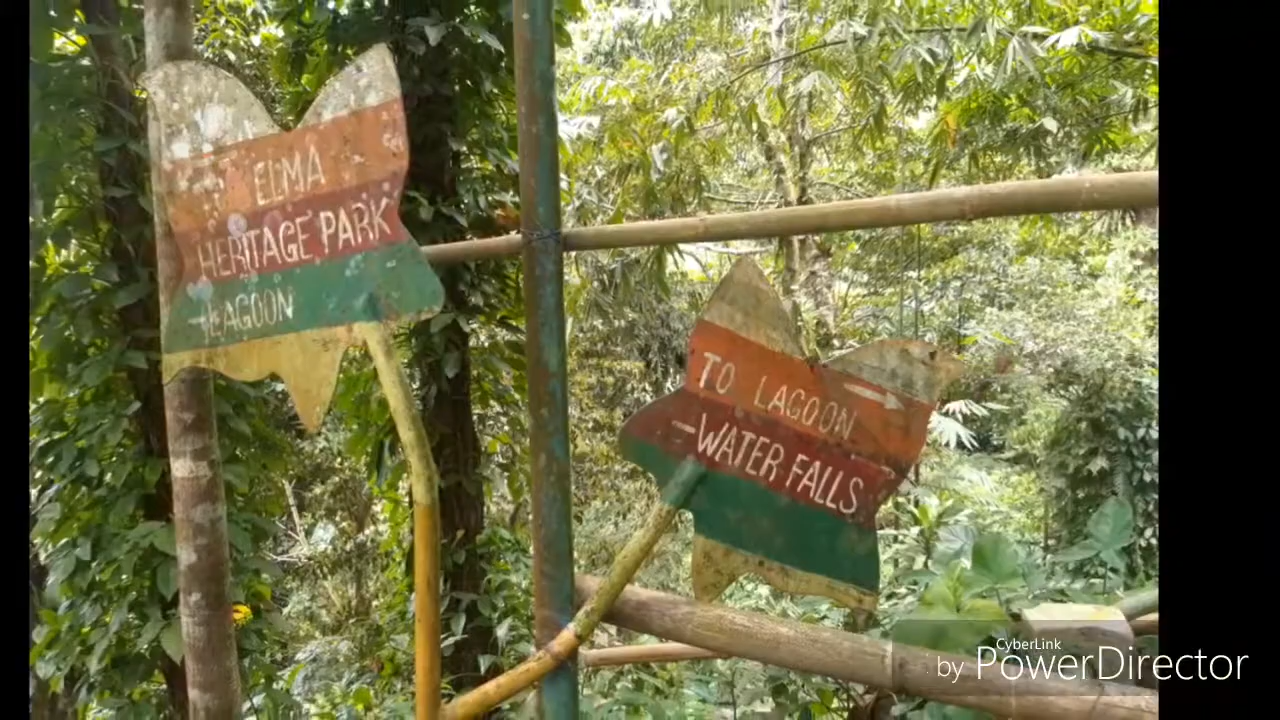 ELMA
HERITAGE PARK
-LAGOON
TO LAGOON
-WATER FALLS
CyberLink
by PowerDirector